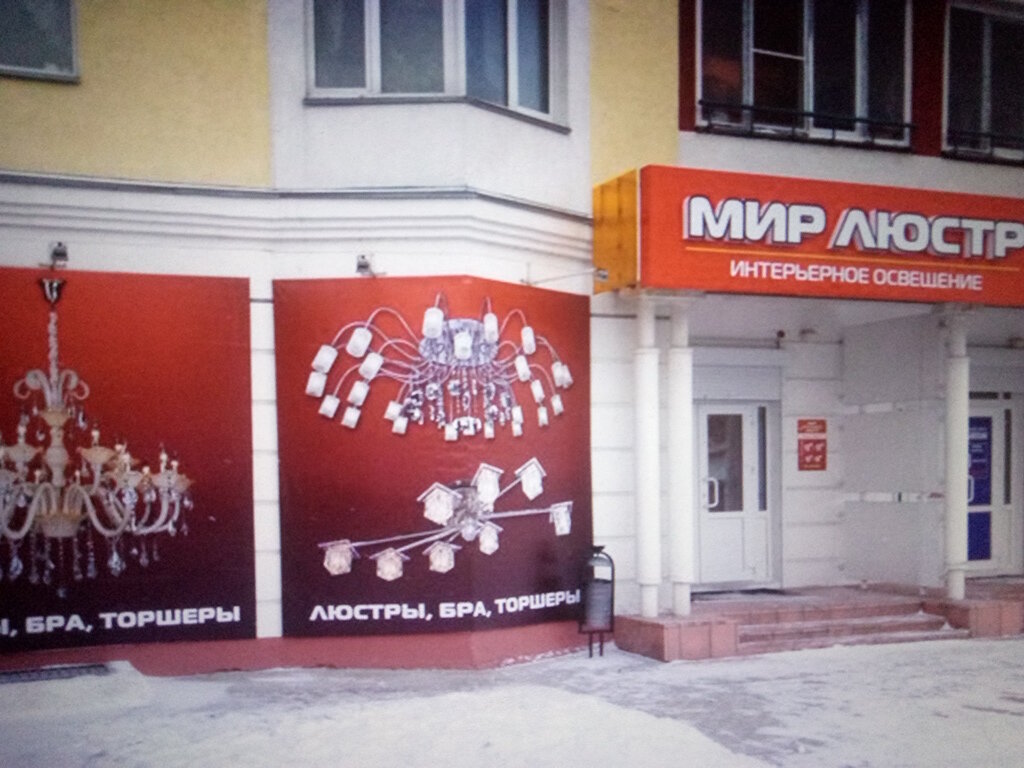 МИР ЛЮСТР
ИНТЕРЬЕРНОЕ ОСВЕЩЕНИЕ
, БРА, ТОРШЕРЫ
ЛЮСТРЫ, БРА, ТОРШЕРЫ